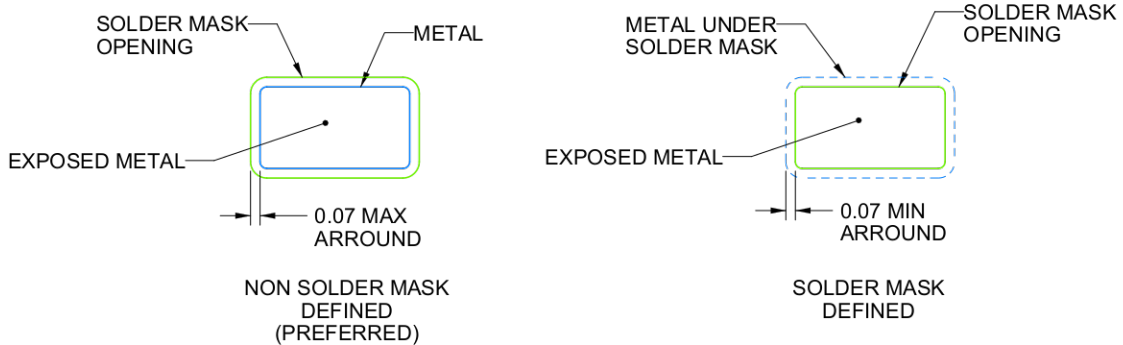 SOLDER MASK
OPENING
METAL
EXPOSED METAL
0.07 MAX
ARROUND
NON SOLDER MASK
DEFINED
(PREFERRED)
METAL UNDER
SOLDER MASK
SOLDER MASK
OPENING
EXPOSED METAL
0.07 MIN
ARROUND
SOLDER MASK
DEFINED